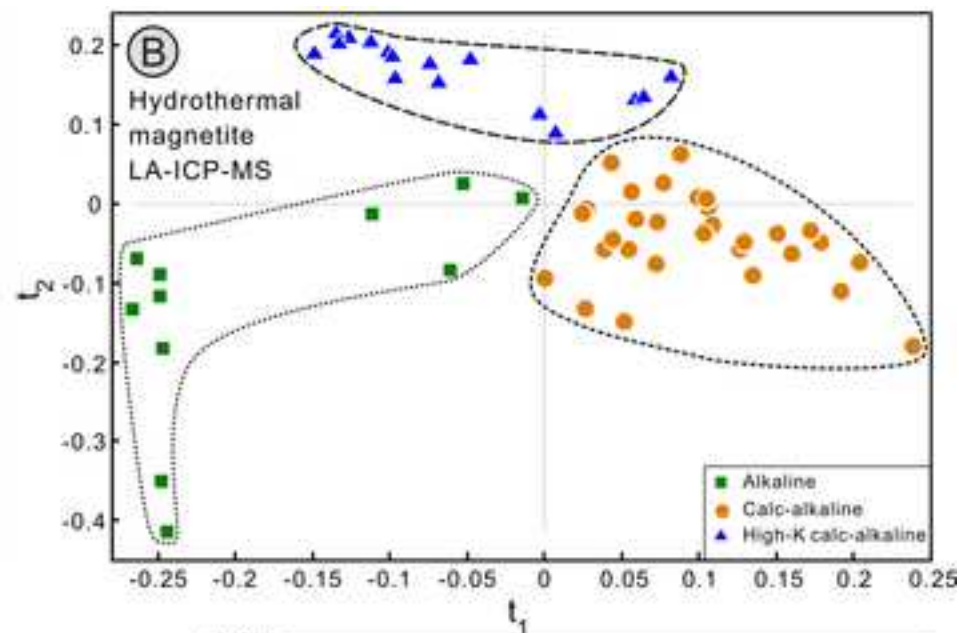 B
Hydrothermal
magnetite
LA-ICP-MS
t2
0.2
0.1
0
-0.1
-0.2
-0.3
-0.4
Alkaline
Calc-alkaline
High-K calc-alkaline
-0.25 -0.2 -0.15 -0.1 -0.05 0 0.05 0.1 0.15 0.2 0.25
t1